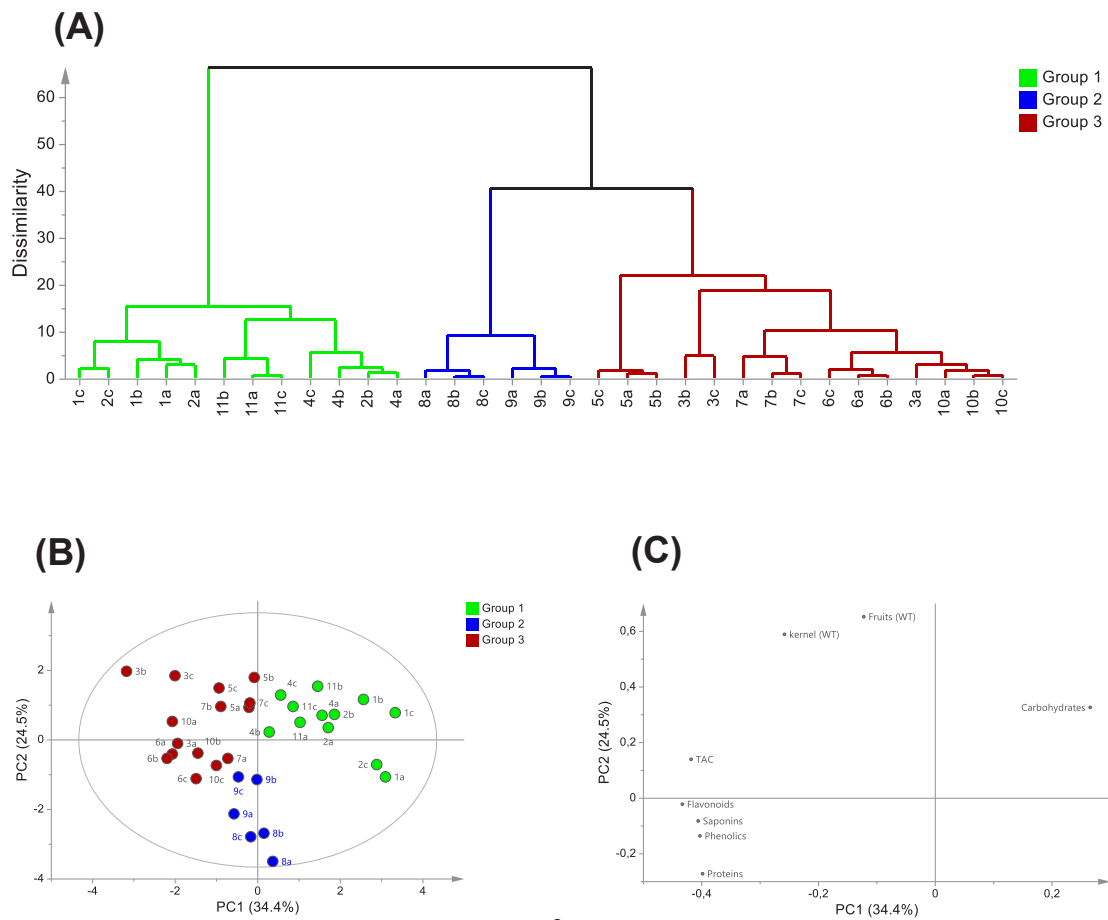 (A)
Group 1
Group 2
Group 3
Dissimilarity
60
50
40
30
20
10
0
1c 2c 1b 1a 2a 11b 11a 11c 4c 4b 2b 4a 8a 8b 8c 9a 9b 9c 5c 5a 5b 3b 3c 7a 7b 7c 6c 6a 6b 3a 10a 10b 10c
(B)
Group 1
Group 2
Group 3
PC2 (24.5%)
2
0
-2
-4
3b
3c
5c
5b
4c
11b
7b
5a
7c
11c
4a
2b
1b
1c
10a
4b
11a
2a
6a
3a
10b
6b
7a
6c
10c
2c
1a
9c
9b
9a
8c
8b
8a
-4 -2 0 2 4
PC1 (34.4%)
(C)
PC2 (24.5%)
0,6
0,4
0,2
0
-0,2
Fruits (WT)
kernel (WT)
Carbohydrates
TAC
Flavonoids
Saponins
Phenolics
Proteins
-0,4 -0,2 0 0,2
PC1 (34.4%)